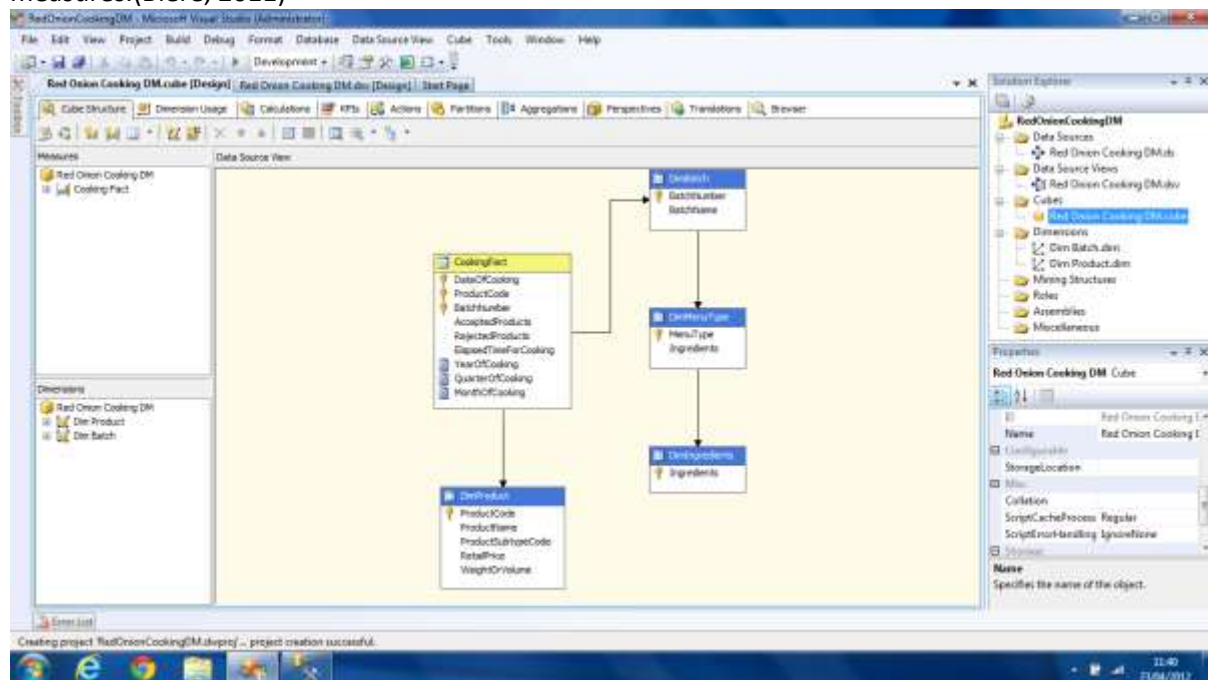 RedOnionCookingDM - Microsoft Visual Studio (Administrator)
File Edit View Project Build Debug Format Database Data Source View Cube Tools Window Help
Development
Red Onion Cooking DM.cube [Design] Red Onion Cooking DM.dsv [Design] Start Page
Cube Structure Dimension Usage Calculations KPIs Actions Partitions Aggregations Perspectives Translations Browser
Measures
Red Onion Cooking DM
Cooking Fact
Dimensions
Red Onion Cooking DM
Dim Product
Dim Batch
Data Source View
DimBatch
BatchNumber
BatchName
CookingFact
DateOfCooking
ProductCode
BatchNumber
AcceptedProducts
RejectedProducts
ElapsedTimeForCooking
YearOfCooking
QuarterOfCooking
MonthOfCooking
DimMenuType
MenuType
Ingredients
DimIngredients
Ingredients
DimProduct
ProductCode
ProductName
ProductSubtypeCode
RetailPrice
WeightOrVolume
Solution Explorer
RedOnionCookingDM
Data Sources
Red Onion Cooking DM.ds
Data Source Views
Red Onion Cooking DM.dsv
Cubes
Red Onion Cooking DM.cube
Dimensions
Dim Batch.dim
Dim Product.dim
Mining Structures
Roles
Assemblies
Miscellaneous
Properties
Red Onion Cooking DM Cube
ID Red Onion Cooking
Name Red Onion Cooking
Configurable
StorageLocation
Misc
Collation
ScriptCacheProcess Regular
ScriptErrorHandling IgnoreNone
Storage
Name
Specifies the name of the object.
Error List
Creating project 'RedOnionCookingDM.dwproj'... project creation successful.
11:40
23/04/2012